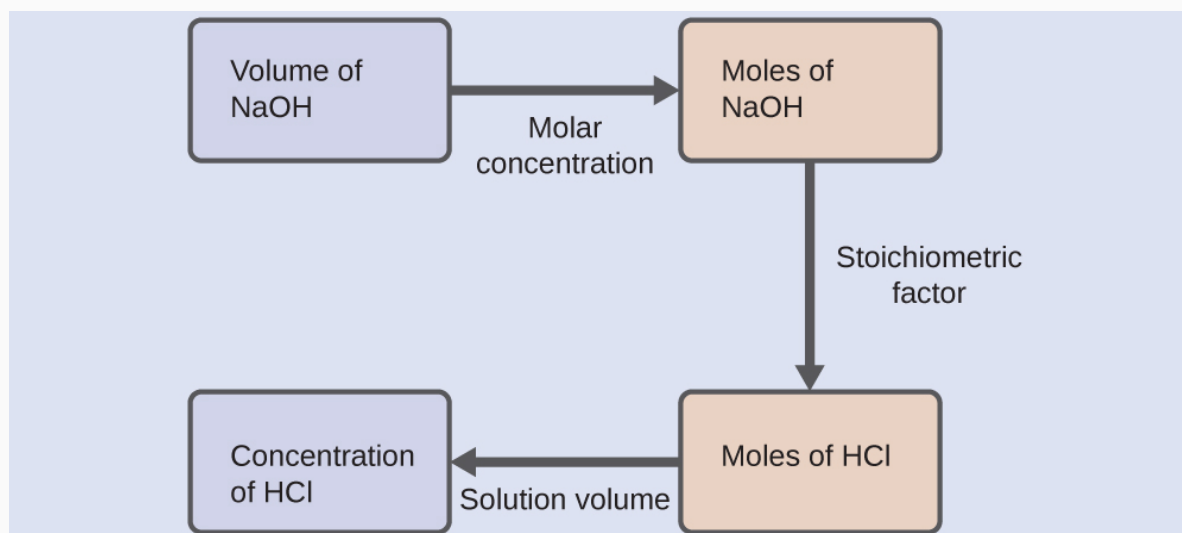 Volume of
NaOH
Molar
concentration
Moles of
NaOH
Stoichiometric
factor
Moles of HCl
Solution volume
Concentration
of HCl